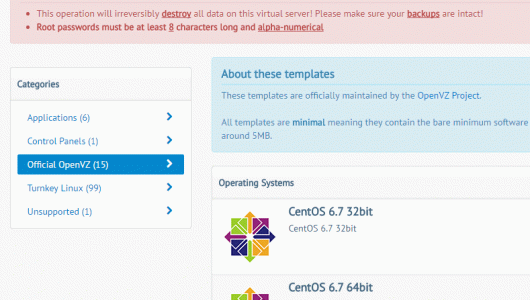 This operation will irreversibly destroy all data on this virtual server! Please make sure your backups are intact!
Root passwords must be at least 8 characters long and alpha-numerical
Categories
Applications (6)
Control Panels (1)
Official OpenVZ (15)
Turnkey Linux (99)
Unsupported (1)
About these templates
These templates are officially maintained by the OpenVZ Project.
All templates are minimal meaning they contain the bare minimum software
around 5MB.
Operating Systems
CentOS 6.7 32bit
CentOS 6.7 32bit
CentOS 6.7 64bit